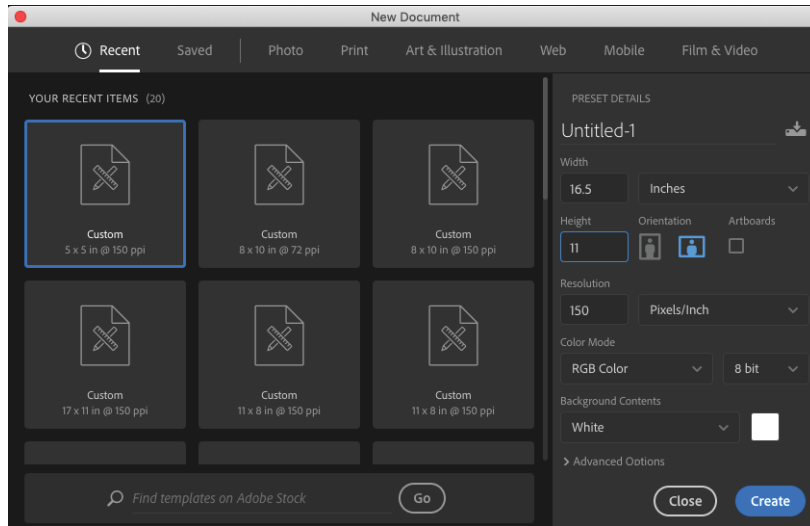 New Document
Recent Saved Photo Print Art & Illustration Web Mobile Film & Video
YOUR RECENT ITEMS (20)
Custom
5 x 5 in @ 150 ppi
Custom
8 x 10 in @ 72 ppi
Custom
8 x 10 in @ 150 ppi
Custom
17 x 11 in @ 150 ppi
Custom
11 x 8 in @ 150 ppi
Custom
11 x 8 in @ 150 ppi
Find templates on Adobe Stock
Go
PRESET DETAILS
Untitled-1
Width
16.5 Inches
Height Orientation Artboards
11
Resolution
150 Pixels/Inch
Color Mode
RGB Color 8 bit
Background Contents
White
Advanced Options
Close Create